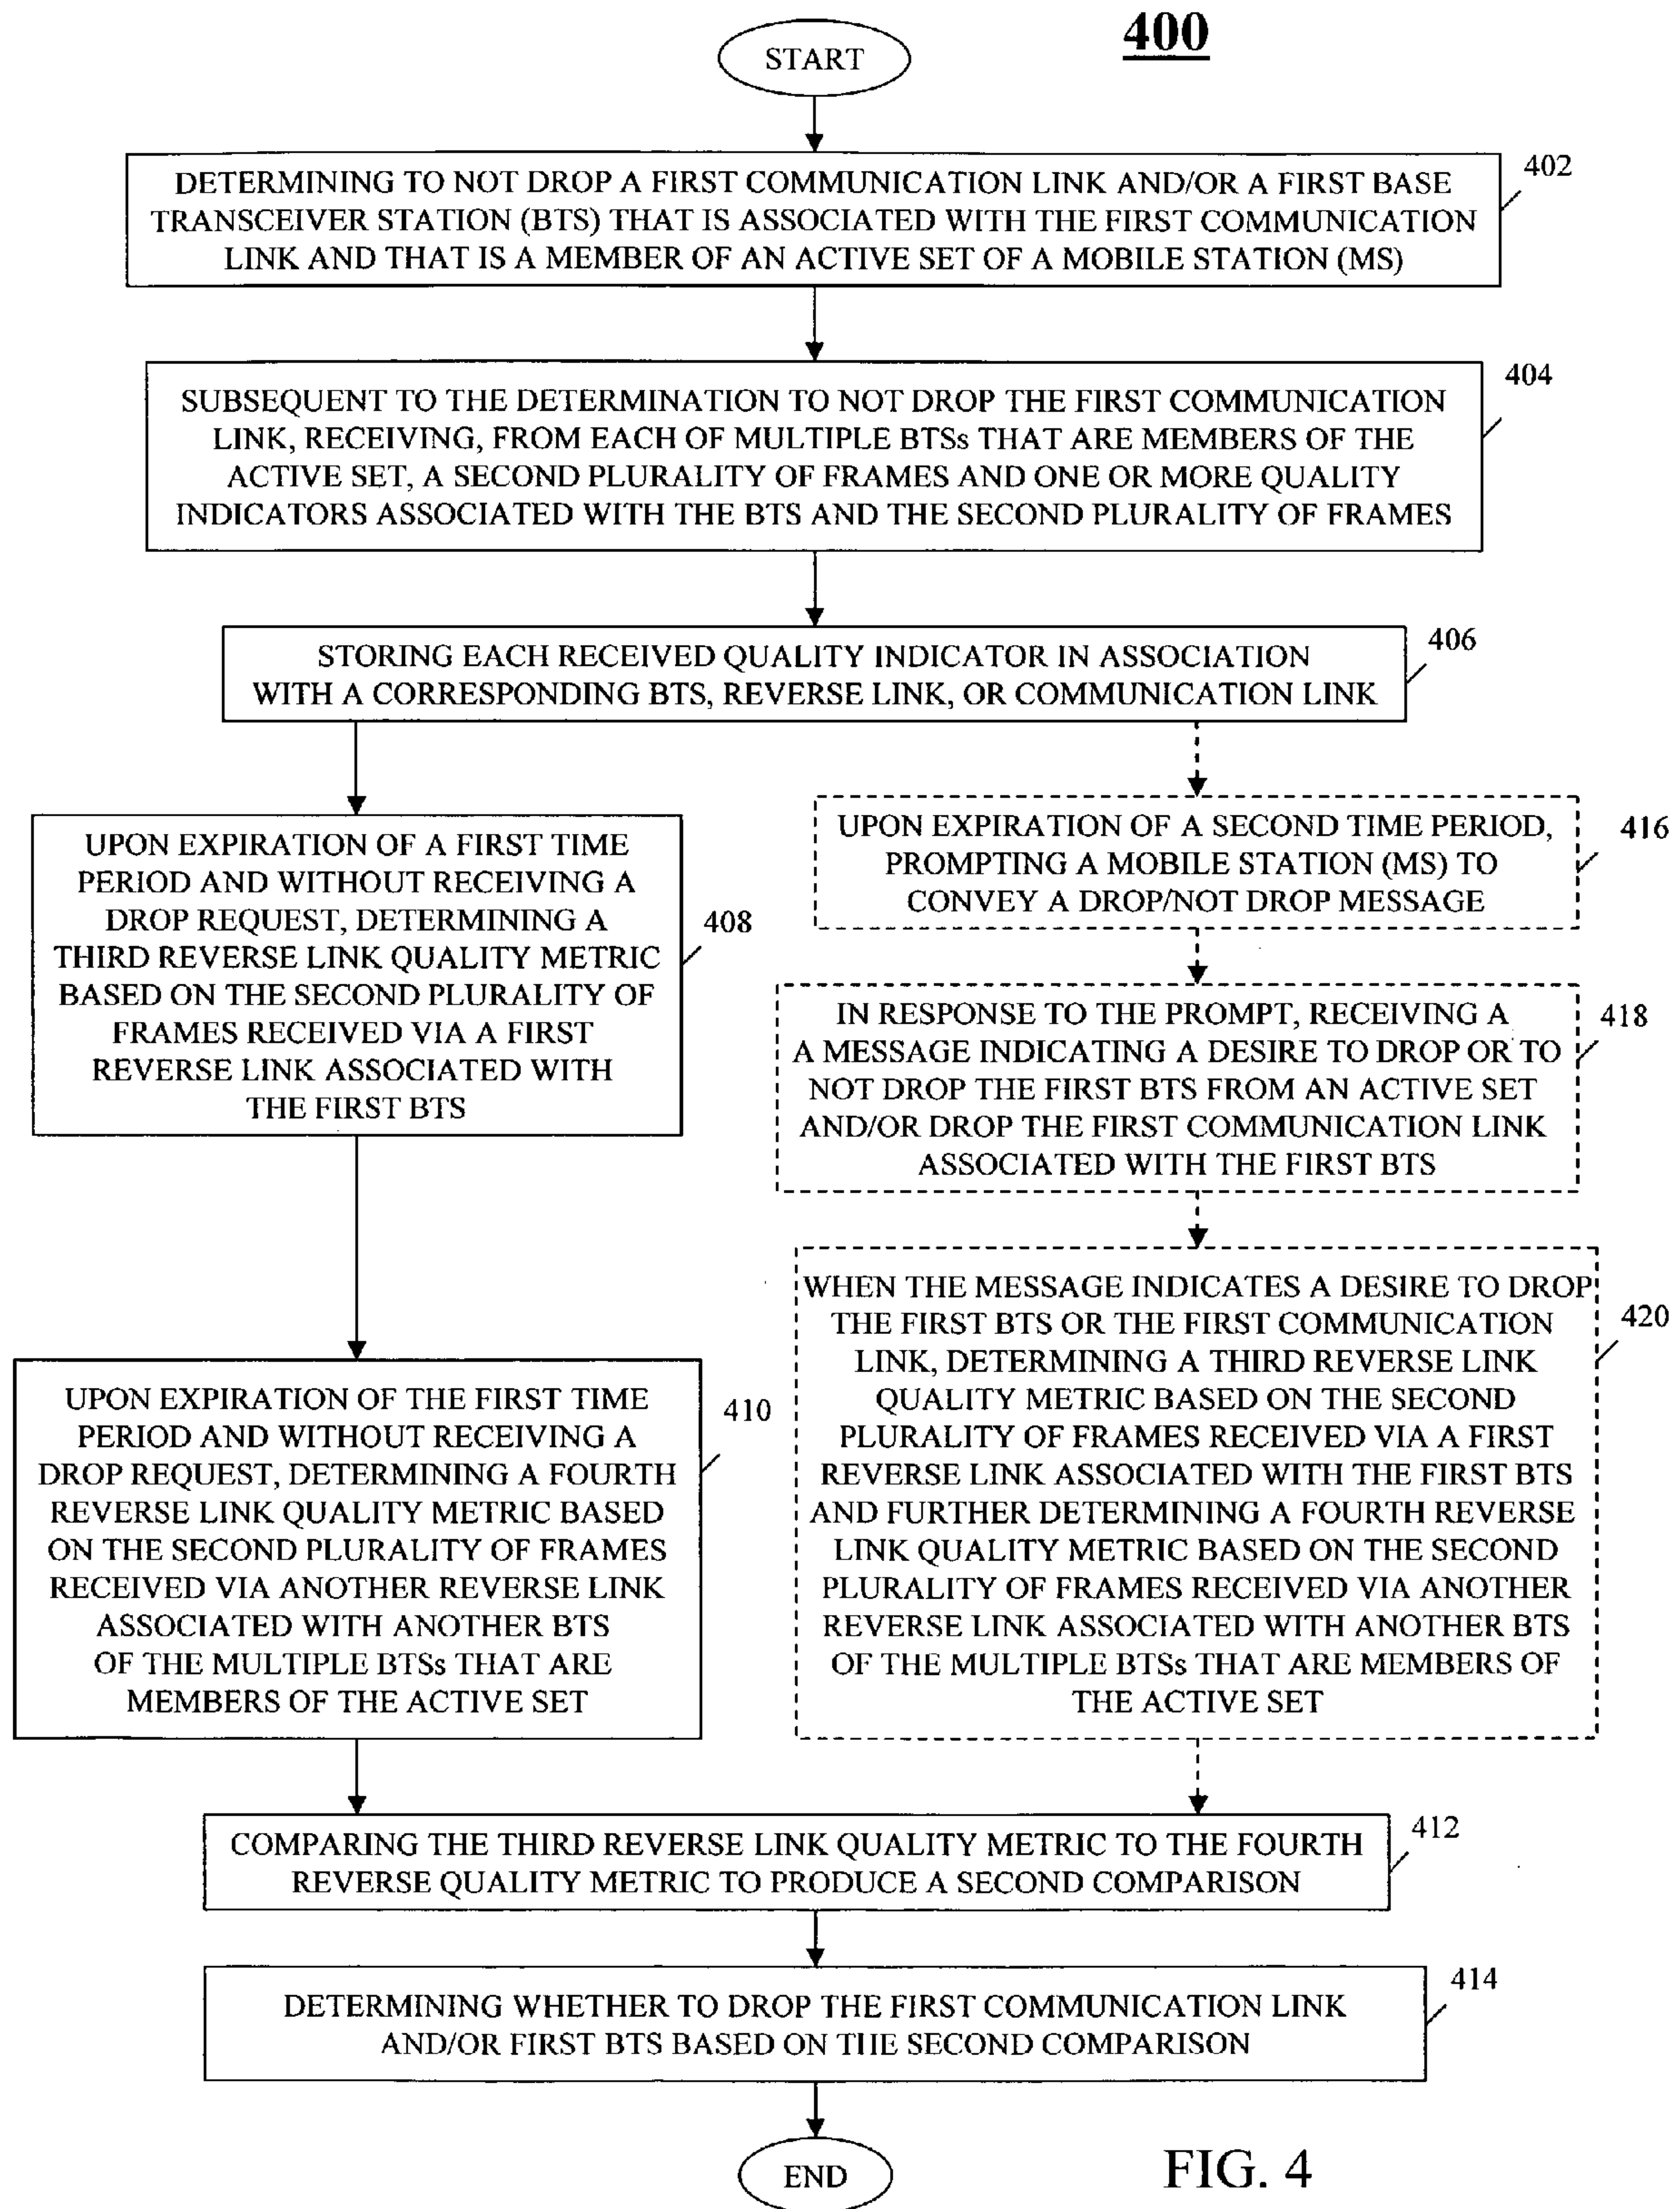 400
START
402
DETERMINING TO NOT DROP A FIRST COMMUNICATION LINK AND/OR A FIRST BASE
TRANSCEIVER STATION (BTS) THAT IS ASSOCIATED WITH THE FIRST COMMUNICATION
LINK AND THAT IS A MEMBER OF AN ACTIVE SET OF A MOBILE STATION (MS)
404
SUBSEQUENT TO THE DETERMINATION TO NOT DROP THE FIRST COMMUNICATION
LINK, RECEIVING, FROM EACH OF MULTIPLE BTSs THAT ARE MEMBERS OF THE
ACTIVE SET, A SECOND PLURALITY OF FRAMES AND ONE OR MORE QUALITY
INDICATORS ASSOCIATED WITH THE BTS AND THE SECOND PLURALITY OF FRAMES
406
STORING EACH RECEIVED QUALITY INDICATOR IN ASSOCIATION
WITH A CORRESPONDING BTS, REVERSE LINK, OR COMMUNICATION LINK
UPON EXPIRATION OF A FIRST TIME
PERIOD AND WITHOUT RECEIVING A
DROP REQUEST, DETERMINING A
THIRD REVERSE LINK QUALITY METRIC
BASED ON THE SECOND PLURALITY OF
FRAMES RECEIVED VIA A FIRST
REVERSE LINK ASSOCIATED WITH
THE FIRST BTS
408
UPON EXPIRATION OF THE FIRST TIME
PERIOD AND WITHOUT RECEIVING A
DROP REQUEST, DETERMINING A FOURTH
REVERSE LINK QUALITY METRIC BASED
ON THE SECOND PLURALITY OF FRAMES
RECEIVED VIA ANOTHER REVERSE LINK
ASSOCIATED WITH ANOTHER BTS
OF THE MULTIPLE BTSs THAT ARE
MEMBERS OF THE ACTIVE SET
410
UPON EXPIRATION OF A SECOND TIME PERIOD,
PROMPTING A MOBILE STATION (MS) TO
CONVEY A DROP/NOT DROP MESSAGE
416
IN RESPONSE TO THE PROMPT, RECEIVING A
A MESSAGE INDICATING A DESIRE TO DROP OR TO
NOT DROP THE FIRST BTS FROM AN ACTIVE SET
AND/OR DROP THE FIRST COMMUNICATION LINK
ASSOCIATED WITH THE FIRST BTS
418
WHEN THE MESSAGE INDICATES A DESIRE TO DROP
THE FIRST BTS OR THE FIRST COMMUNICATION
LINK, DETERMINING A THIRD REVERSE LINK
QUALITY METRIC BASED ON THE SECOND
PLURALITY OF FRAMES RECEIVED VIA A FIRST
REVERSE LINK ASSOCIATED WITH THE FIRST BTS
AND FURTHER DETERMINING A FOURTH REVERSE
LINK QUALITY METRIC BASED ON THE SECOND
PLURALITY OF FRAMES RECEIVED VIA ANOTHER
REVERSE LINK ASSOCIATED WITH ANOTHER BTS
OF THE MULTIPLE BTSs THAT ARE MEMBERS OF
THE ACTIVE SET
420
412
COMPARING THE THIRD REVERSE LINK QUALITY METRIC TO THE FOURTH
REVERSE QUALITY METRIC TO PRODUCE A SECOND COMPARISON
414
DETERMINING WHETHER TO DROP THE FIRST COMMUNICATION LINK
AND/OR FIRST BTS BASED ON THE SECOND COMPARISON
END
FIG. 4